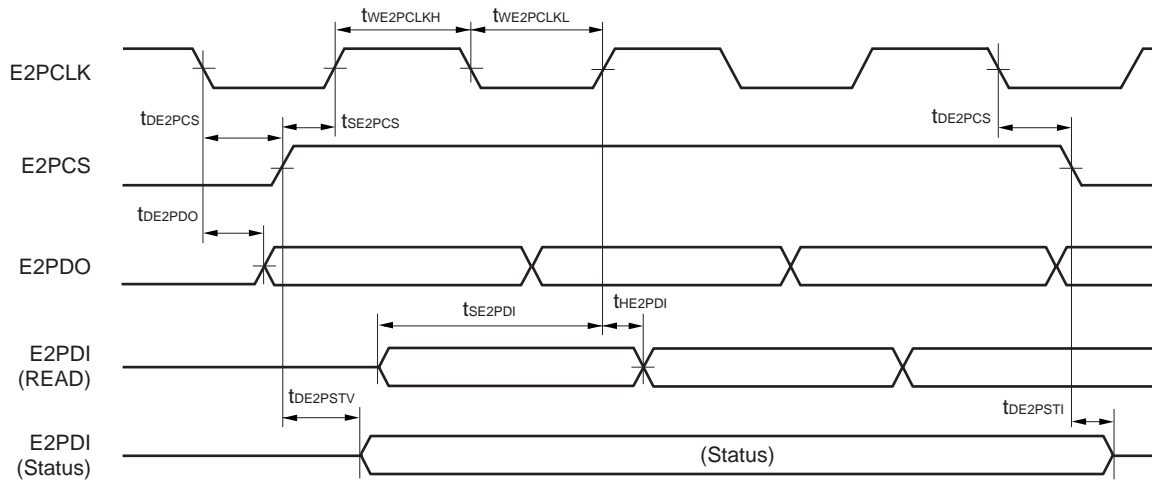 tWE2PCLKH
tWE2PCLKL
E2PCLK
tDE2PCS
tSE2PCS
tDE2PCS
E2PCS
tDE2PDO
E2PDO
tSE2PDI
tHE2PDI
E2PDI
(READ)
tDE2PSTV
tDE2PSTI
E2PDI
(Status)
(Status)